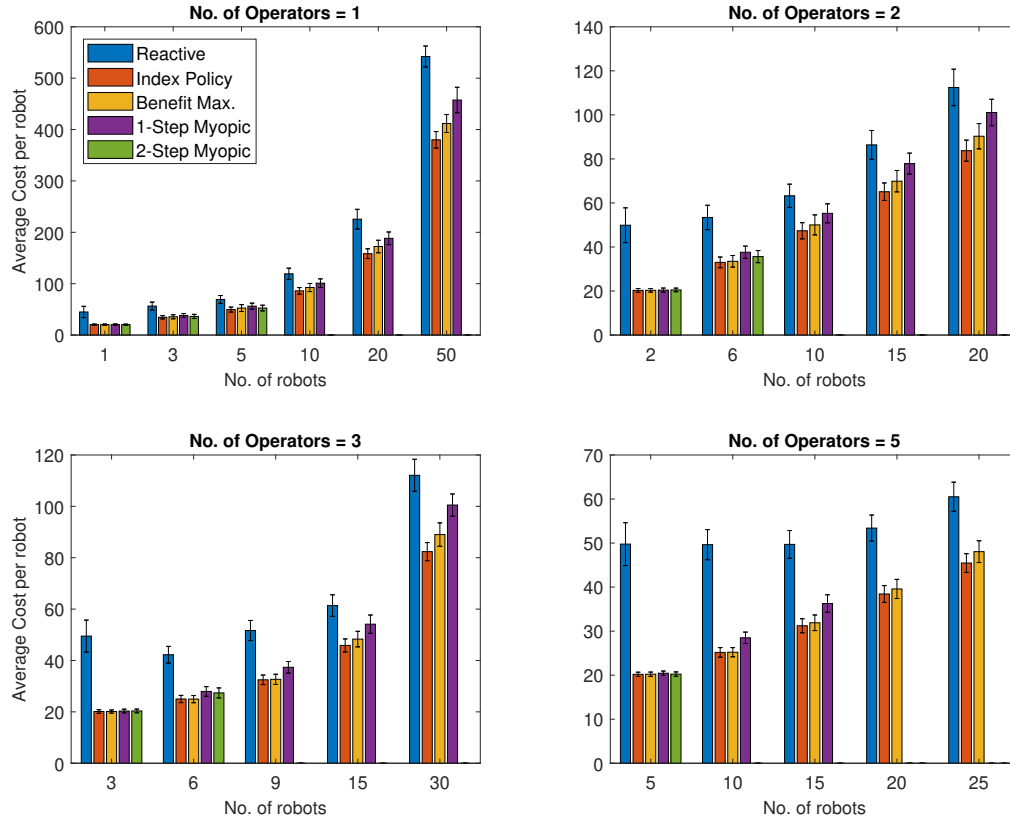 No. of Operators = 1
600
500
400
300
200
100
0
Average Cost per robot
Reactive
Index Policy
Benefit Max.
1-Step Myopic
2-Step Myopic
1 3 5 10 20 50
No. of robots
No. of Operators = 2
140
120
100
80
60
40
20
0
2 6 10 15 20
No. of robots
No. of Operators = 3
120
100
80
60
40
20
0
Average Cost per robot
3 6 9 15 30
No. of robots
No. of Operators = 5
70
60
50
40
30
20
10
0
5 10 15 20 25
No. of robots